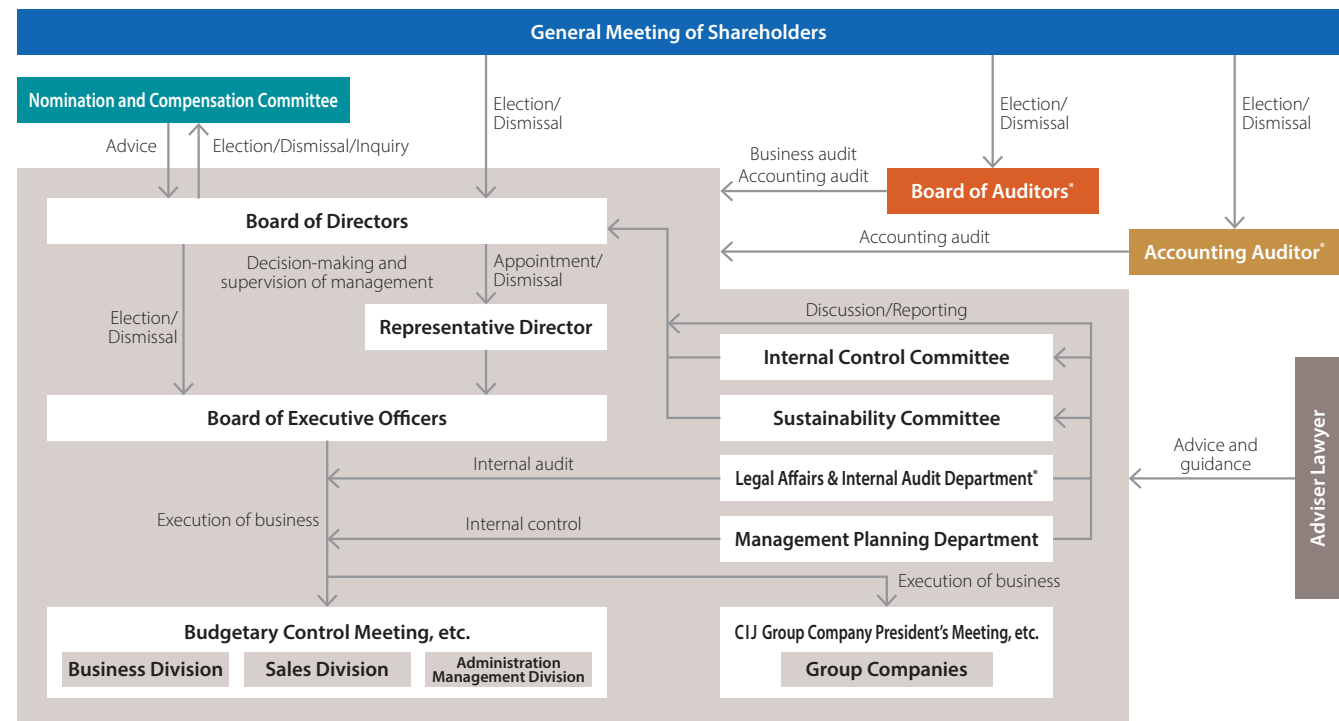 General Meeting of Shareholders
Nomination and Compensation Committee
Election/
Dismissal
Election/
Dismissal
Election/
Dismissal
Advice
Election/Dismissal/Inquiry
Business audit
Accounting audit
Board of Auditors*
Board of Directors
Accounting audit
Accounting Auditor*
Decision-making and
supervision of management
Appointment/
Dismissal
Election/
Dismissal
Representative Director
Discussion/Reporting
Internal Control Committee
Board of Executive Officers
Sustainability Committee
Internal audit
Legal Affairs & Internal Audit Department*
Advice and
guidance
Adviser Lawyer
Execution of business
Internal control
Management Planning Department
Execution of business
Budgetary Control Meeting, etc.
Business Division
Sales Division
Administration
Management Division
CIJ Group Company President's Meeting, etc.
Group Companies